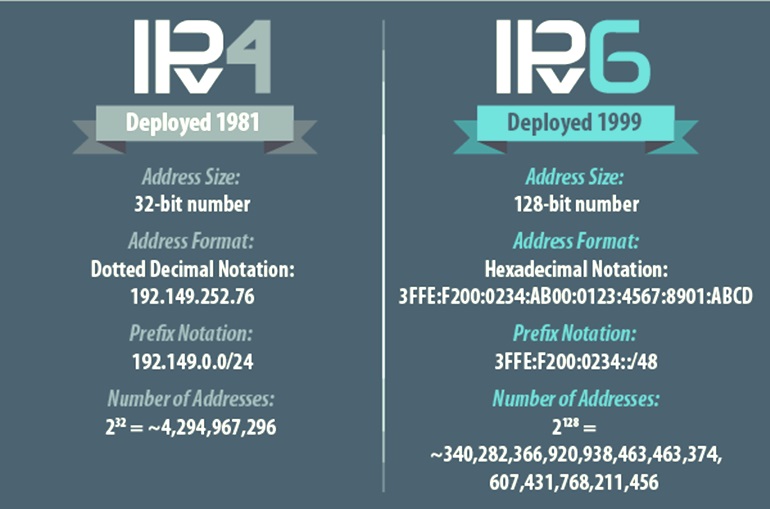 IPv4
Deployed 1981
Address Size:
32-bit number
Address Format:
Dotted Decimal Notation:
192.149.252.76
Prefix Notation:
192.149.0.0/24
Number of Addresses:
2³² = ~4,294,967,296
IPv6
Deployed 1999
Address Size:
128-bit number
Address Format:
Hexadecimal Notation:
3FFE:F200:0234:AB00:0123:4567:8901:ABCD
Prefix Notation:
3FFE:F200:0234::/48
Number of Addresses:
2¹²⁸ =
~340,282,366,920,938,463,463,374,
607,431,768,211,456